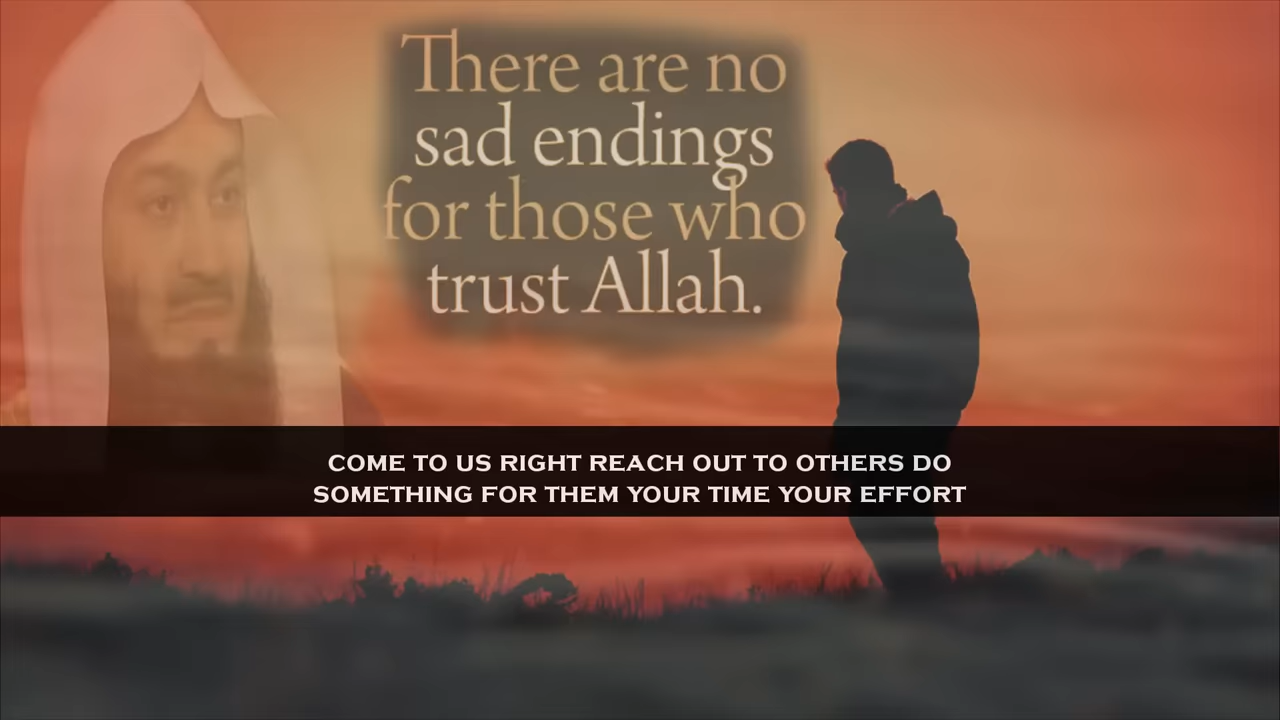 There are no
sad endings
for those who
trust Allah.
COME TO US RIGHT REACH OUT TO OTHERS DO
SOMETHING FOR THEM YOUR TIME YOUR EFFORT